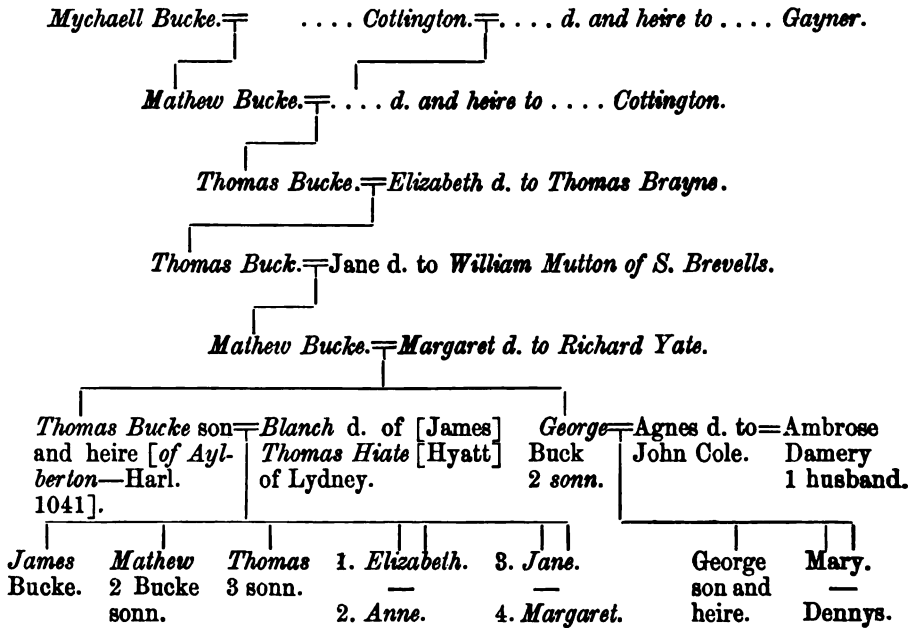 Mychaell Bucke.= .... Cottington.=.... d. and heire to .... Gayner.
Mathew Bucke.=.... d. and heire to .... Cottington.
Thomas Bucke.=Elizabeth d. to Thomas Brayne.
Thomas Buck.=Jane d. to William Mutton of S. Brevells.
Mathew Bucke.=Margaret d. to Richard Yate.
Thomas Bucke son=Blanch d. of [James]
and heire [of Ayl-
berton—Harl.
1041].
Thomas Hiate [Hyatt]
of Lydney.
George=Agnes d. to=Ambrose
Buck
2 sonn.
John Cole.
Damery
1 husband.
James
Bucke.
Mathew
2 Bucke
sonn.
Thomas
3 sonn.
1. Elizabeth.
—
2. Anne.
3. Jane.
—
4. Margaret.
George
son and
heire.
Mary.
—
Dennys.